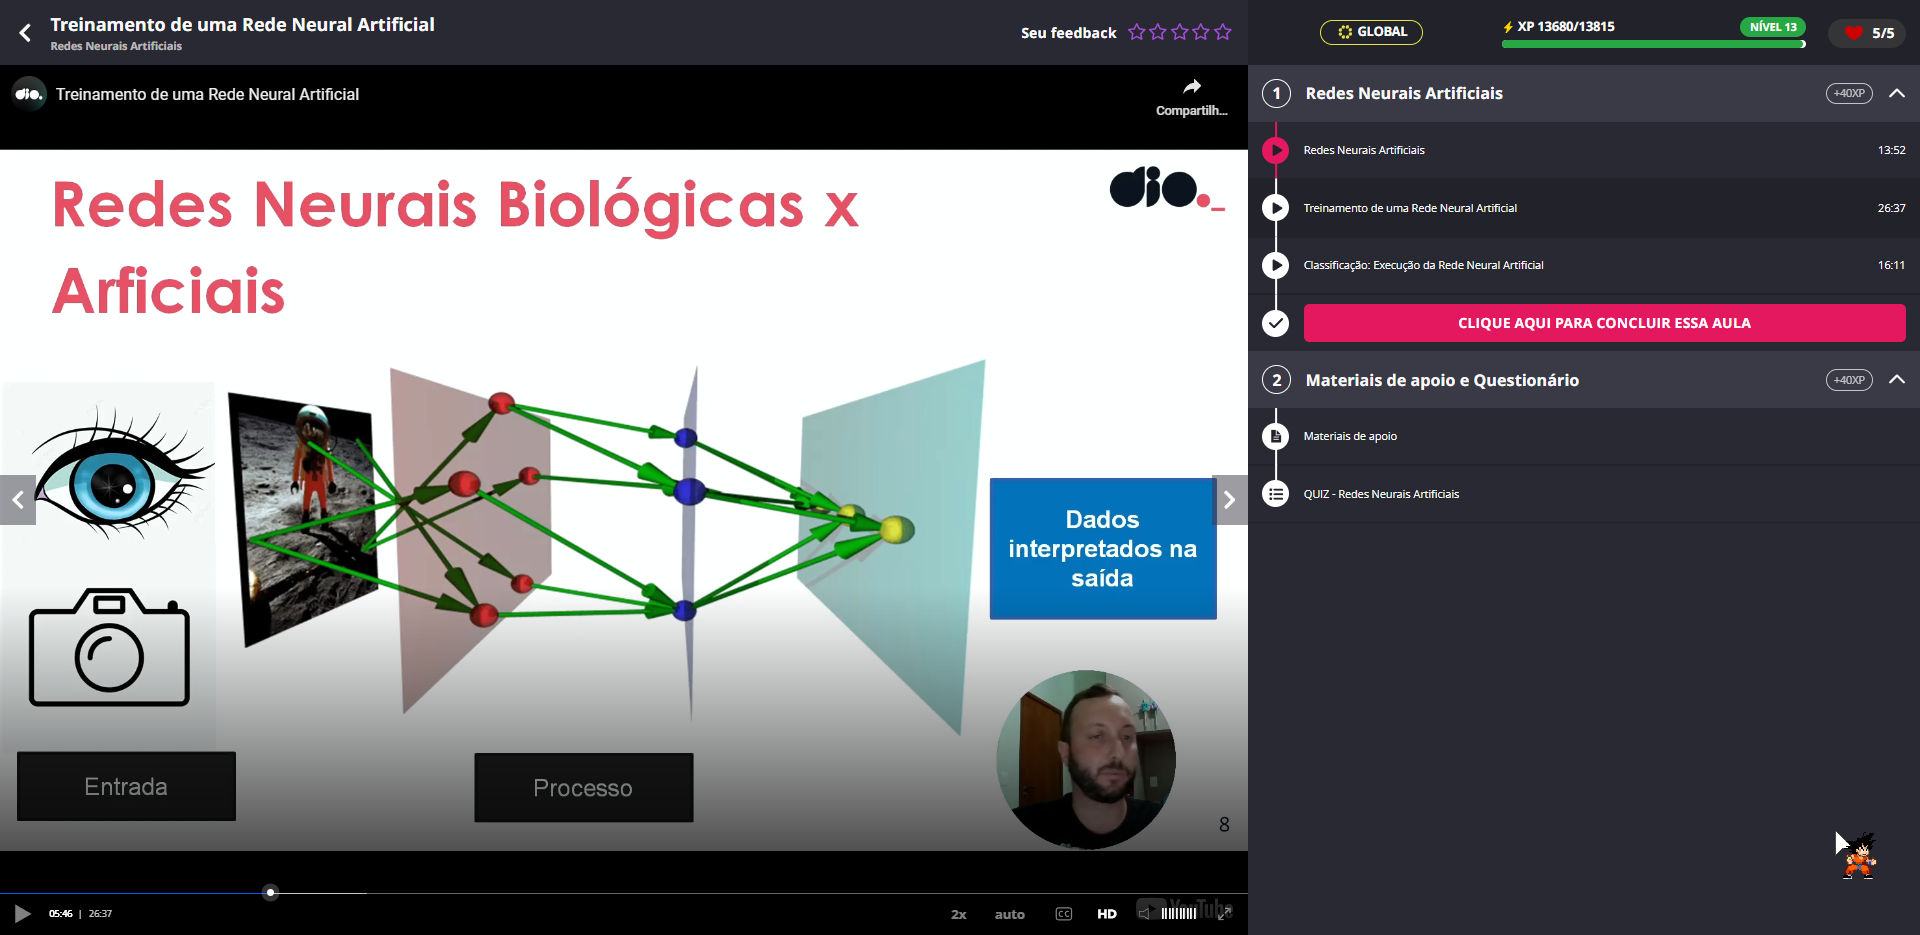 Treinamento de uma Rede Neural Artificial
Redes Neurais Artificiais
Seu feedback
GLOBAL
XP 13680/13815
NÍVEL 13
5/5
dio.
Treinamento de uma Rede Neural Artificial
Compartilh...
Redes Neurais Biológicas x
Arficiais
dio._
Dados
interpretados na
saída
Entrada
Processo
8
05:46 | 26:37
2x
auto
CC
HD
YouTube
1
Redes Neurais Artificiais
+40XP
Redes Neurais Artificiais
13:52
Treinamento de uma Rede Neural Artificial
26:37
Classificação: Execução da Rede Neural Artificial
16:11
CLIQUE AQUI PARA CONCLUIR ESSA AULA
2
Materiais de apoio e Questionário
+40XP
Materiais de apoio
QUIZ - Redes Neurais Artificiais